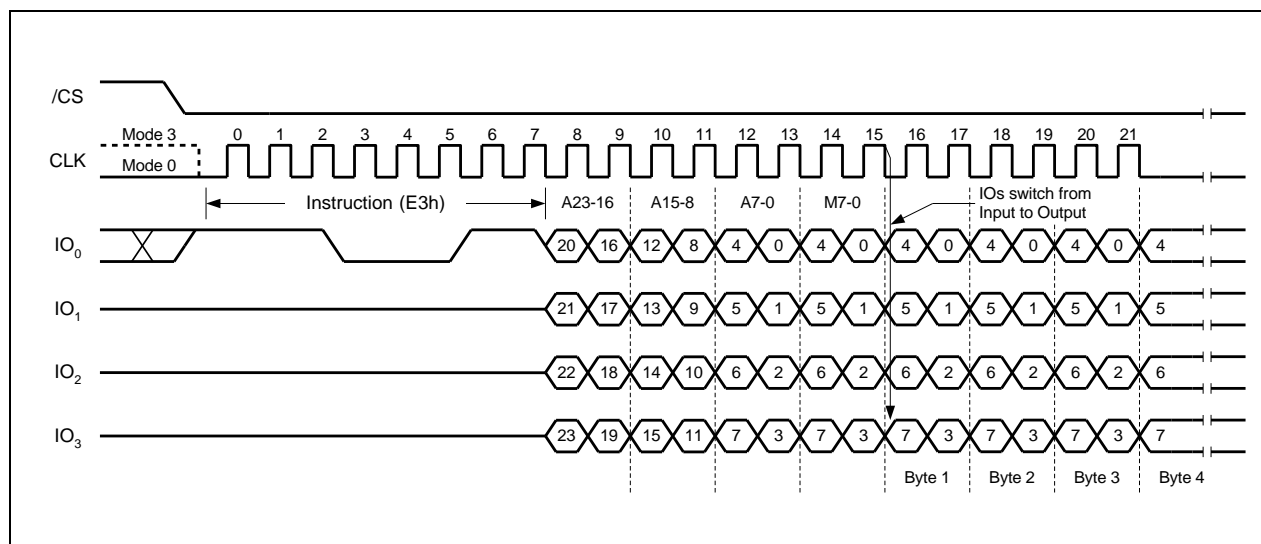 /CS
Mode 3
0 1 2 3 4 5 6 7 8 9 10 11 12 13 14 15 16 17 18 19 20 21
CLK
Mode 0
Instruction (E3h) A23-16 A15-8 A7-0 M7-0
IOs switch from
Input to Output
IO0 20 16 12 8 4 0 4 0 4 0 4 0 4 0 4
IO1 21 17 13 9 5 1 5 1 5 1 5 1 5 1 5
IO2 22 18 14 10 6 2 6 2 6 2 6 2 6 2 6
IO3 23 19 15 11 7 3 7 3 7 3 7 3 7 3 7
Byte 1 Byte 2 Byte 3 Byte 4